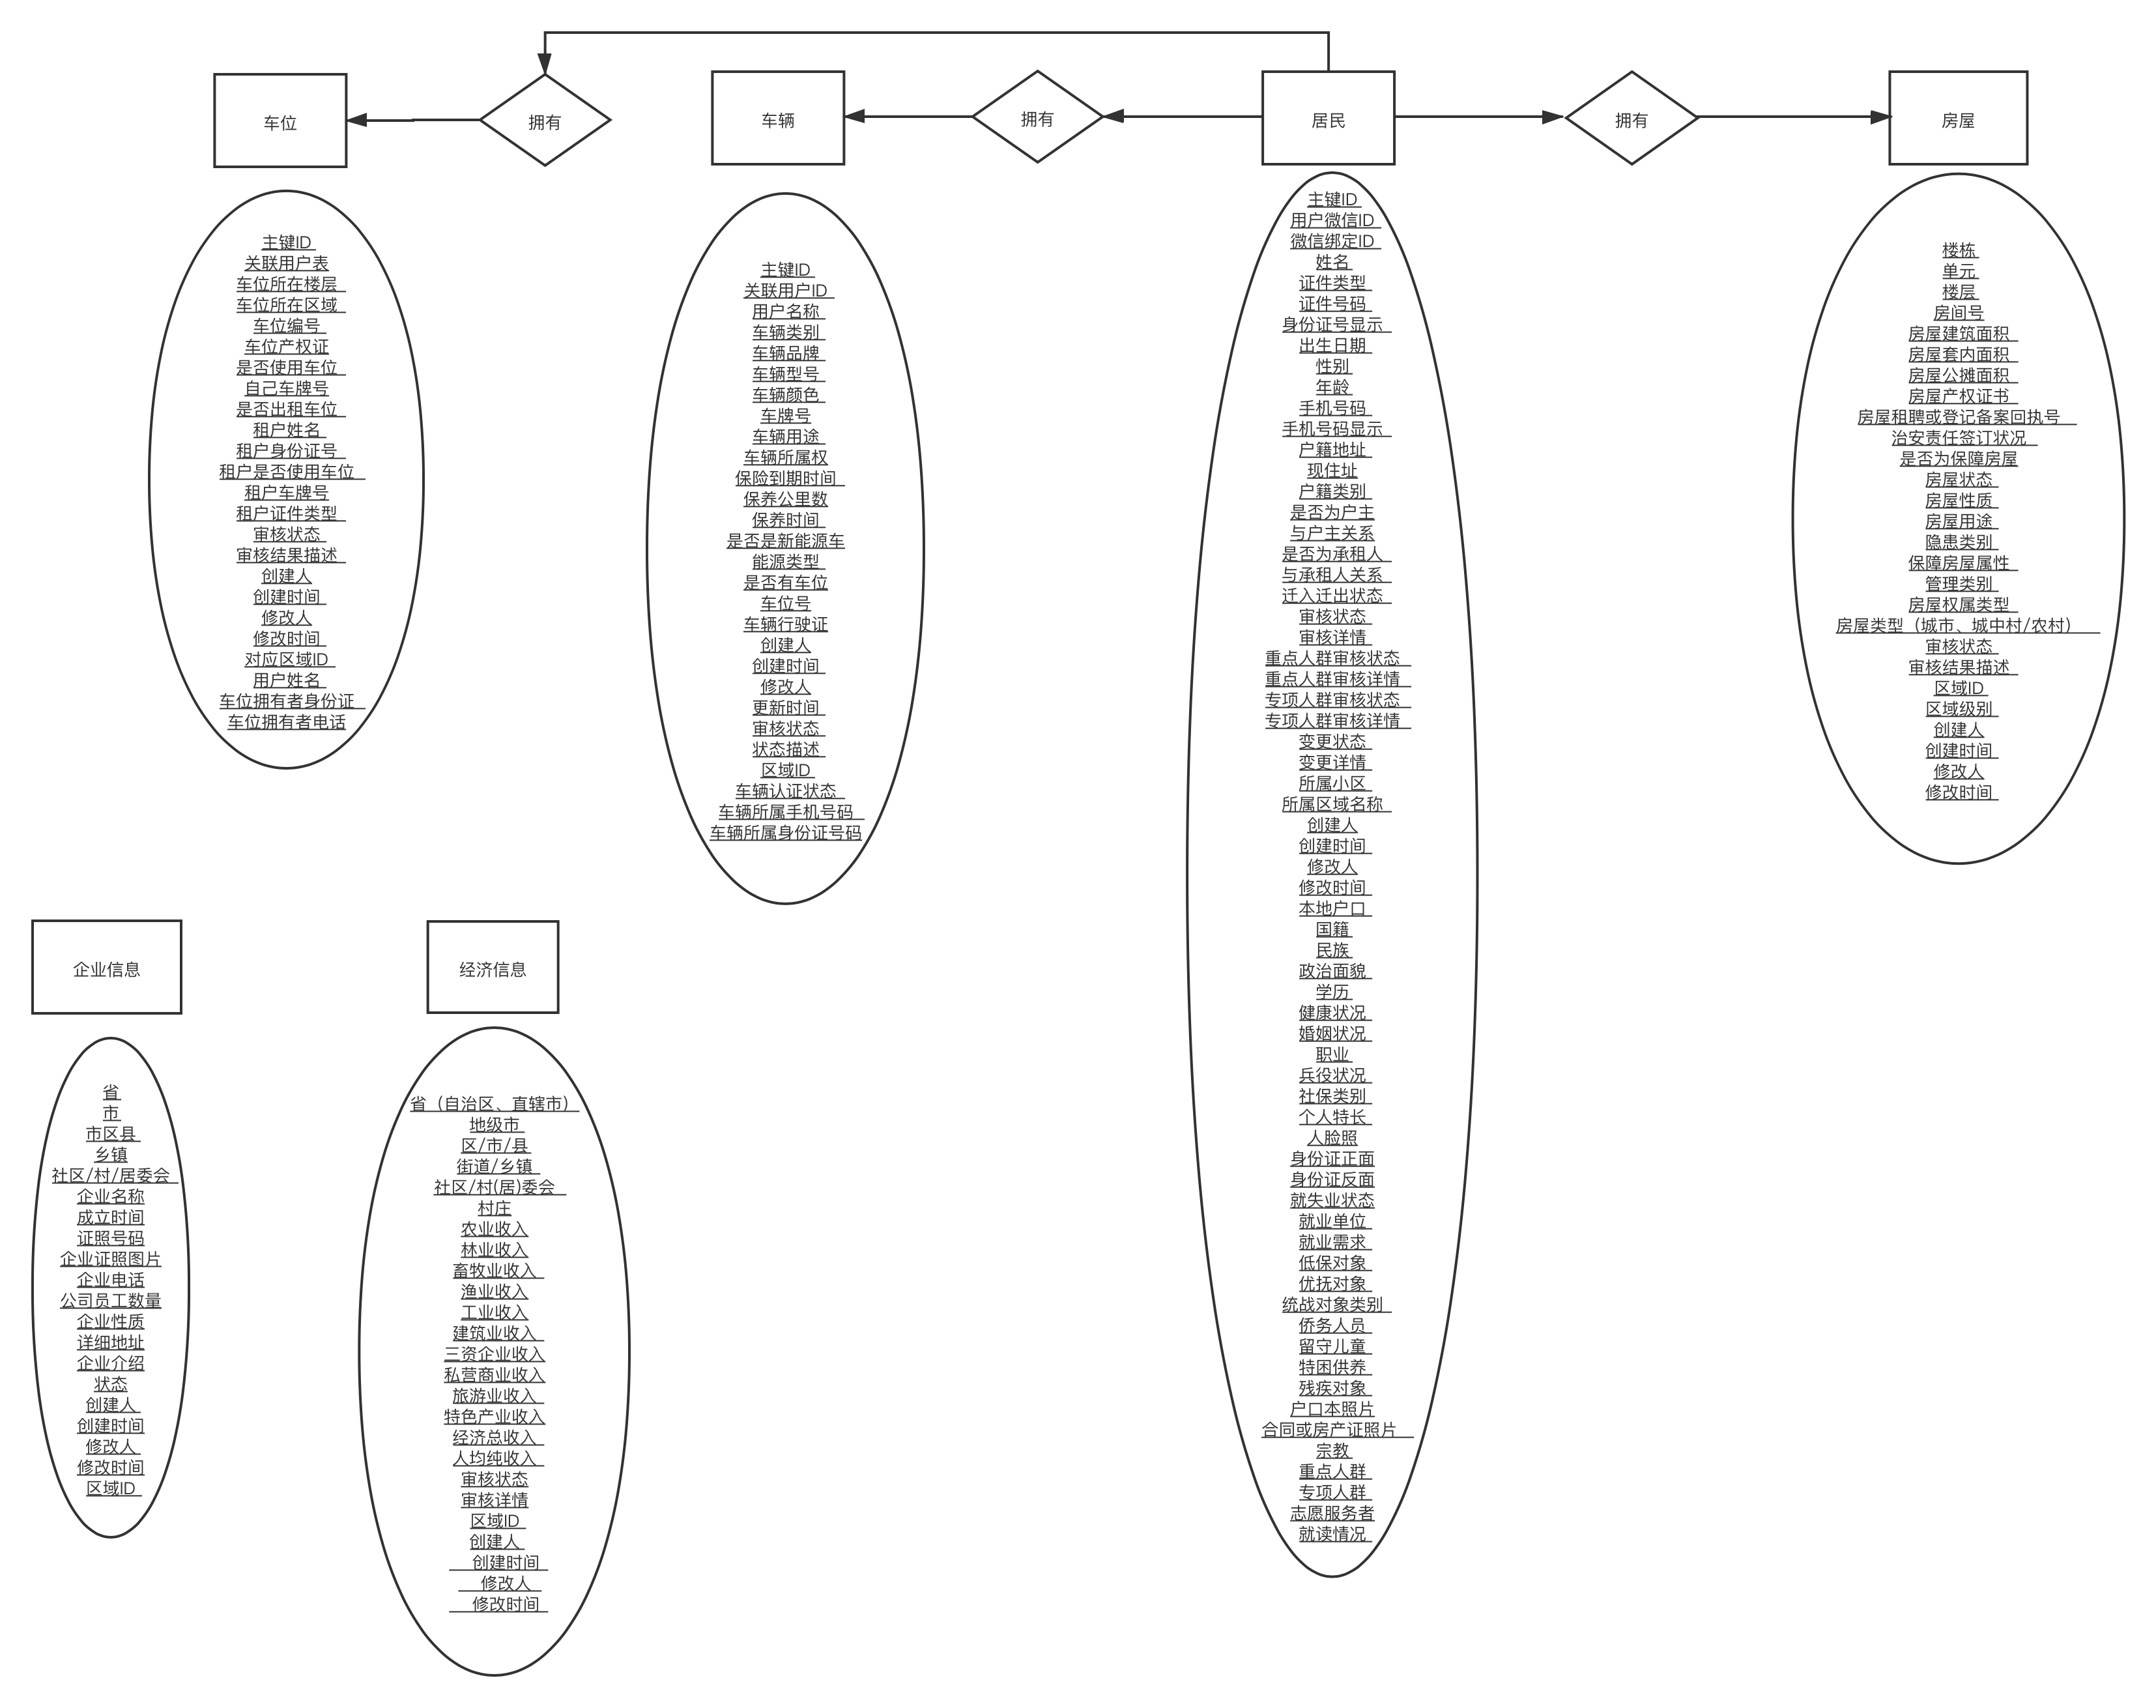 车位
拥有
车辆
拥有
居民
拥有
房屋
主键ID
关联用户表
车位所在楼层
车位所在区域
车位编号
车位产权证
是否使用车位
自己车牌号
是否出租车位
租户姓名
租户身份证号
租户是否使用车位
租户车牌号
租户证件类型
审核状态
审核结果描述
创建人
创建时间
修改人
修改时间
对应区域ID
用户姓名
车位拥有者身份证
车位拥有者电话
主键ID
关联用户ID
用户名称
车辆类别
车辆品牌
车辆型号
车辆颜色
车牌号
车辆用途
车辆所属权
保险到期时间
保养公里数
保养时间
是否是新能源车
能源类型
是否有车位
车位号
车辆行驶证
创建人
创建时间
修改人
更新时间
审核状态
状态描述
区域ID
车辆认证状态
车辆所属手机号码
车辆所属身份证号码
主键ID
用户微信ID
微信绑定ID
姓名
证件类型
证件号码
身份证号显示
出生日期
性别
年龄
手机号码
手机号码显示
户籍地址
现住址
户籍类别
是否为户主
与户主关系
是否为承租人
与承租人关系
迁入迁出状态
审核状态
审核详情
重点人群审核状态
重点人群审核详情
专项人群审核状态
专项人群审核详情
变更状态
变更详情
所属小区
所属区域名称
创建人
创建时间
修改人
修改时间
本地户口
国籍
民族
政治面貌
学历
健康状况
婚姻状况
职业
兵役状况
社保类别
个人特长
人脸照
身份证正面
身份证反面
就失业状态
就业单位
就业需求
低保对象
优抚对象
统战对象类别
侨务人员
留守儿童
特困供养
残疾对象
户口本照片
合同或房产证照片
宗教
重点人群
专项人群
志愿服务者
就读情况
楼栋
单元
楼层
房间号
房屋建筑面积
房屋套内面积
房屋公摊面积
房屋产权证书
房屋租聘或登记备案回执号
治安责任签订状况
是否为保障房屋
房屋状态
房屋性质
房屋用途
隐患类别
保障房屋属性
管理类别
房屋权属类型
房屋类型（城市、城中村/农村）
审核状态
审核结果描述
区域ID
区域级别
创建人
创建时间
修改人
修改时间
企业信息
经济信息
省
市
市区县
乡镇
社区/村/居委会
企业名称
成立时间
证照号码
企业证照图片
企业电话
公司员工数量
企业性质
详细地址
企业介绍
状态
创建人
创建时间
修改人
修改时间
区域ID
省（自治区、直辖市）
地级市
区/市/县
街道/乡镇
社区/村(居)委会
村庄
农业收入
林业收入
畜牧业收入
渔业收入
工业收入
建筑业收入
三资企业收入
私营商业收入
旅游业收入
特色产业收入
经济总收入
人均纯收入
审核状态
审核详情
区域ID
创建人
创建时间
修改人
修改时间